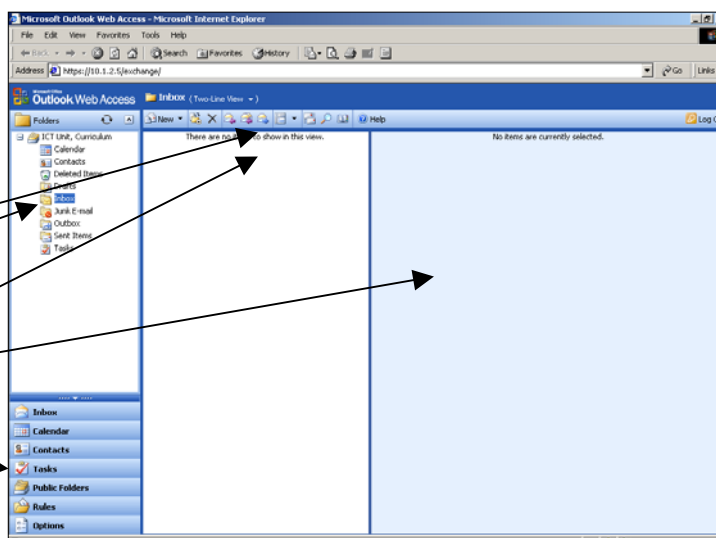 Microsoft Outlook Web Access - Microsoft Internet Explorer
File Edit View Favorites Tools Help
Back Search Favorites History
Address https://10.1.2.5/exchange/ Go Links
Microsoft Office
Outlook Web Access Inbox (Two-Line View)
Folders New Help Log
ICT Unit, Curriculum There are no to show in this view. No items are currently selected.
Calendar
Contacts
Deleted Items
Drafts
Inbox
Junk E-mail
Outbox
Sent Items
Tasks
Inbox
Calendar
Contacts
Tasks
Public Folders
Rules
Options